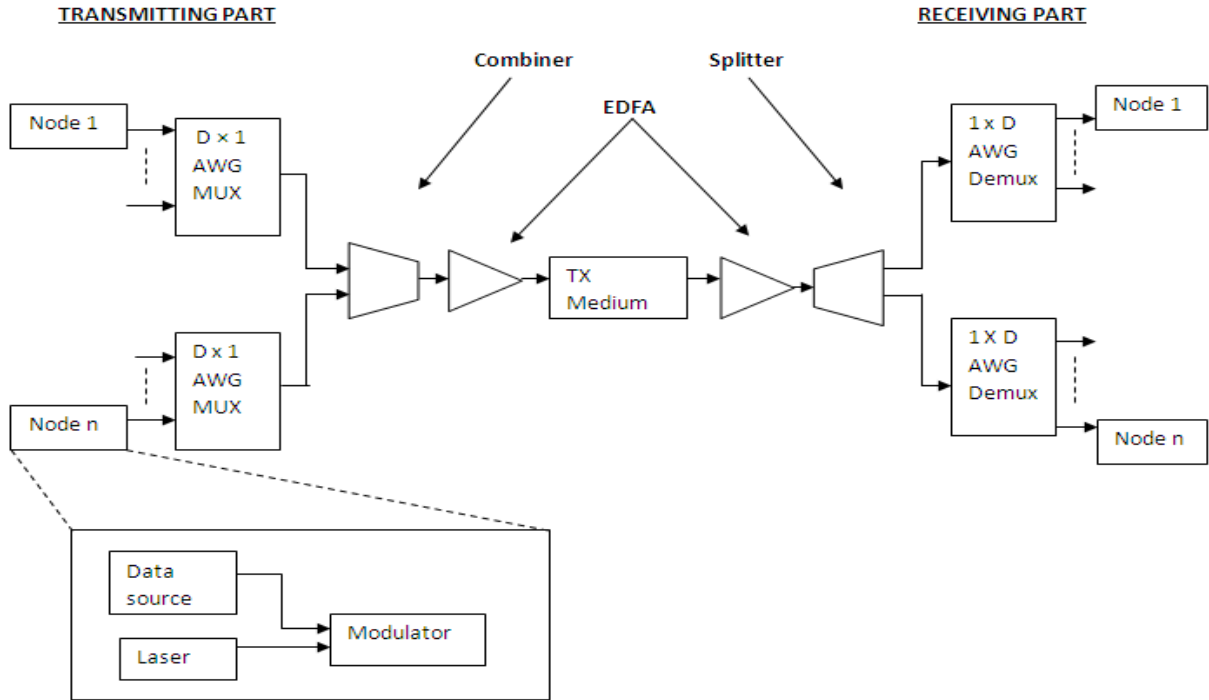 TRANSMITTING PART
RECEIVING PART
Combiner
Splitter
EDFA
Node 1
D × 1
AWG
MUX
1 x D
AWG
Demux
Node 1
TX
Medium
D x 1
AWG
MUX
1 X D
AWG
Demux
Node n
Node n
Data
source
Modulator
Laser